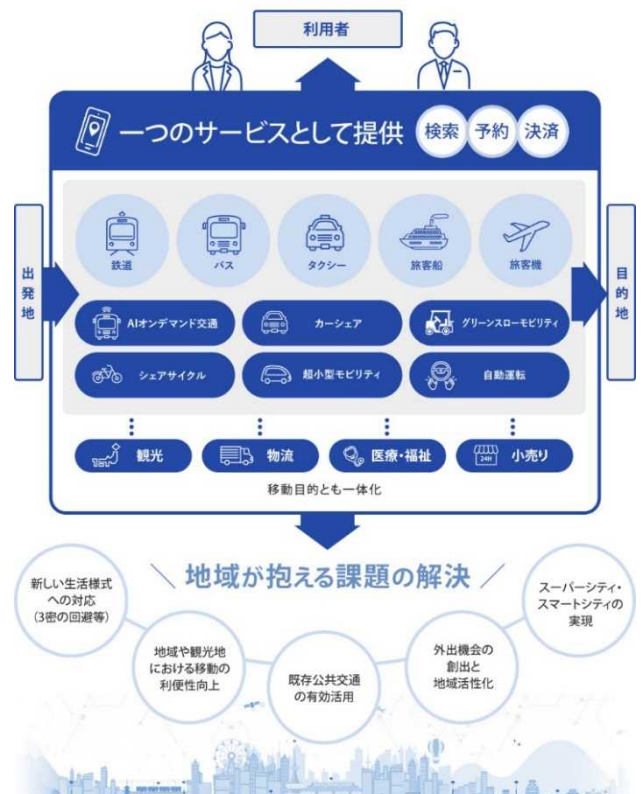 利用者
一つのサービスとして提供
検索
予約
決済
出発地
目的地
鉄道
バス
タクシー
旅客船
旅客機
AIオンデマンド交通
カーシェア
グリーンスローモビリティ
シェアサイクル
超小型モビリティ
自動運転
観光
物流
医療・福祉
24H
小売り
移動目的とも一体化
地域が抱える課題の解決
新しい生活様式
への対応
(3密の回避等)
地域や観光地
における移動の
利便性向上
既存公共交通
の有効活用
外出機会の
創出と
地域活性化
スーパーシティ・
スマートシティの
実現